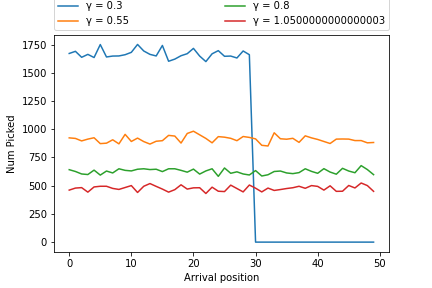 γ = 0.3 γ = 0.8
γ = 0.55 γ = 1.0500000000000003
1750
1500
1250
1000
750
500
250
0
Num Picked
0 10 20 30 40 50
Arrival position